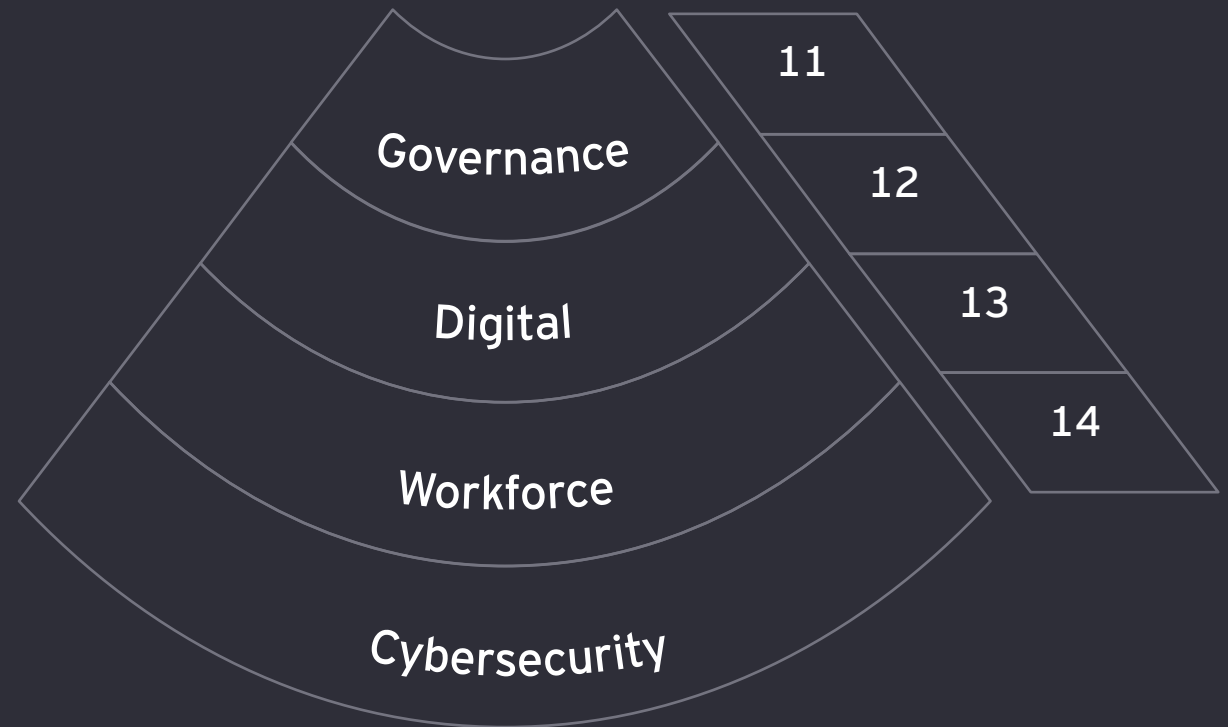 Governance
11
Digital
12
Workforce
13
Cybersecurity
14